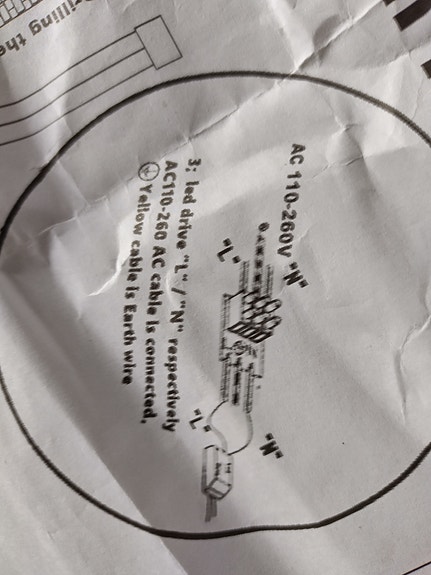 Drilling the
AC 110-260V "N"
"L"
"L"
"N"
3: led drive "L" / "N" respectively
AC110-260 AC cable is connected,
Yellow cable is Earth wire